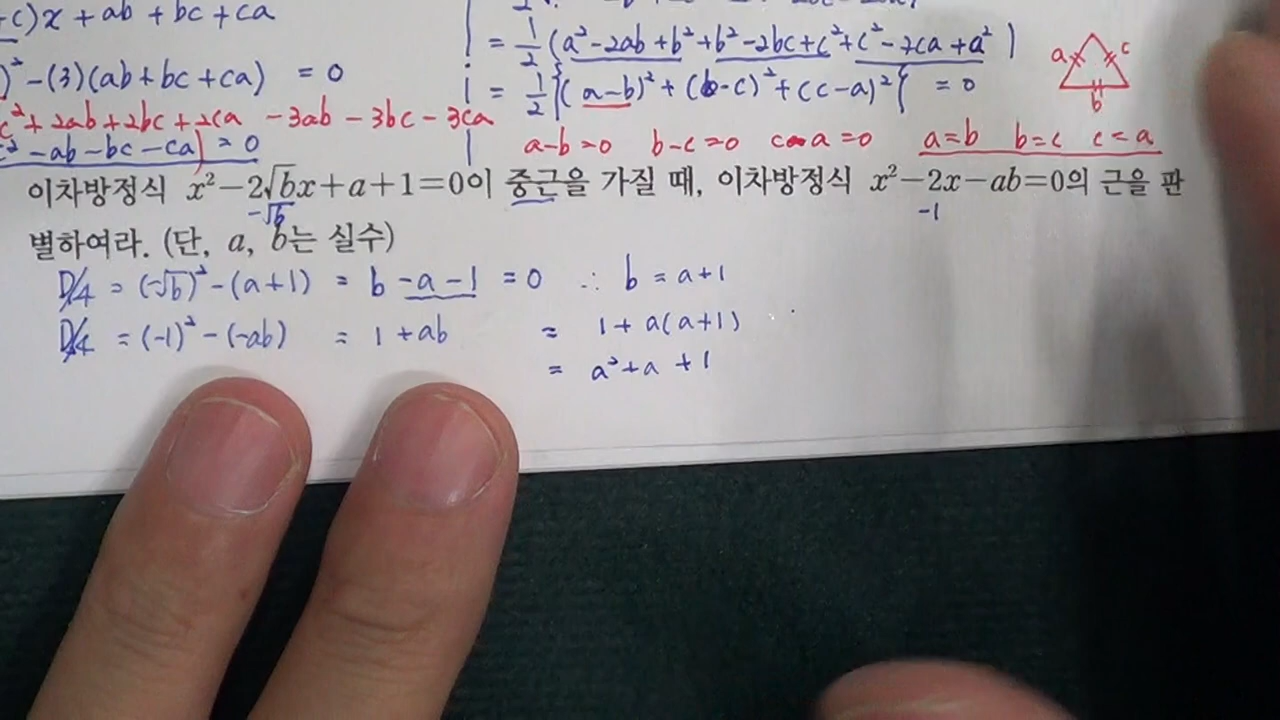 +c)x + ab + bc + ca
)² -(3)(ab+bc+ca) = 0
c²+2ab+2bc+2ca -3ab -3bc -3ca
c² -ab -bc -ca) = 0
= 1/2 (a²-2ab+b²+b²-2bc+c²+c²-2ca+a²)
= 1/2 {(a-b)²+(b-c)²+(c-a)²} = 0
a c b
a-b=0 b-c=0 c-a=0 a=b b=c c=a
이차방정식 x²-2√bx+a+1=0이 중근을 가질 때, 이차방정식 x²-2x-ab=0의 근을 판
-√b -1
별하여라. (단, a, b는 실수)
D/4 = (-√b)² -(a+1) = b -a -1 = 0 ∴ b = a+1
D/4 = (-1)² -(-ab) = 1 + ab = 1 + a(a+1)
= a²+a+1